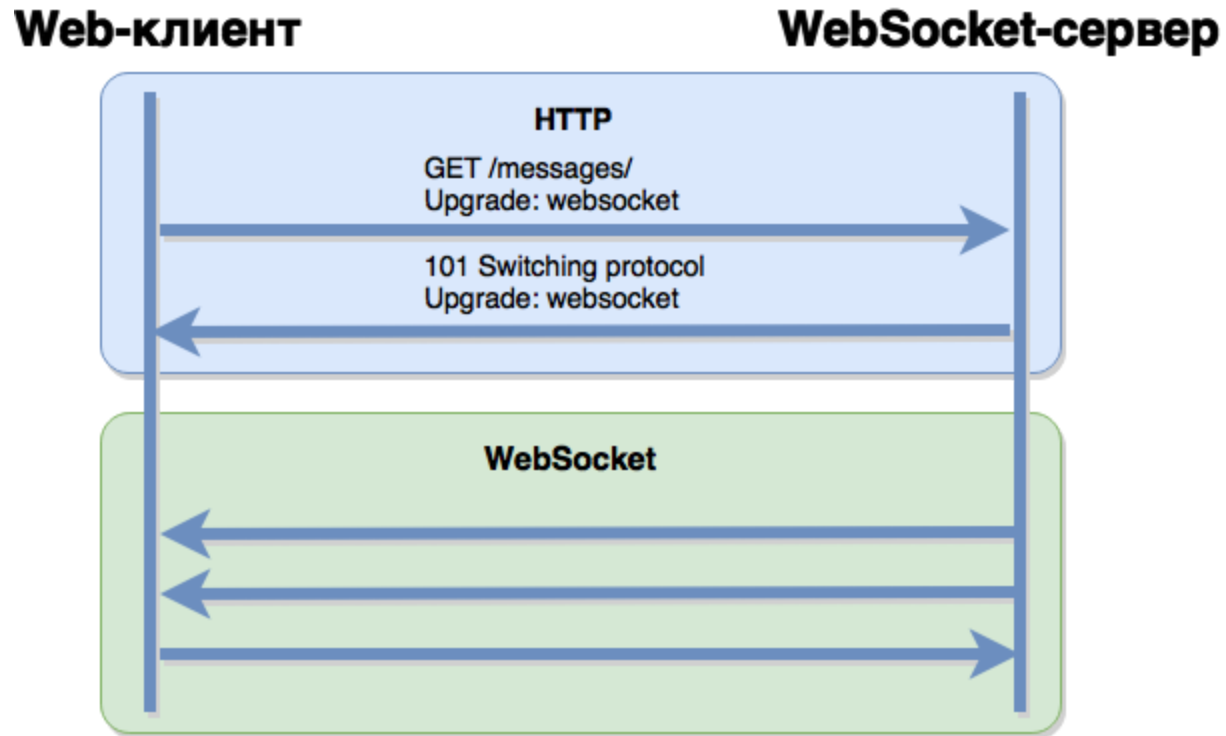 Web-клиент
WebSocket-сервер
HTTP
GET /messages/
Upgrade: websocket
101 Switching protocol
Upgrade: websocket
WebSocket